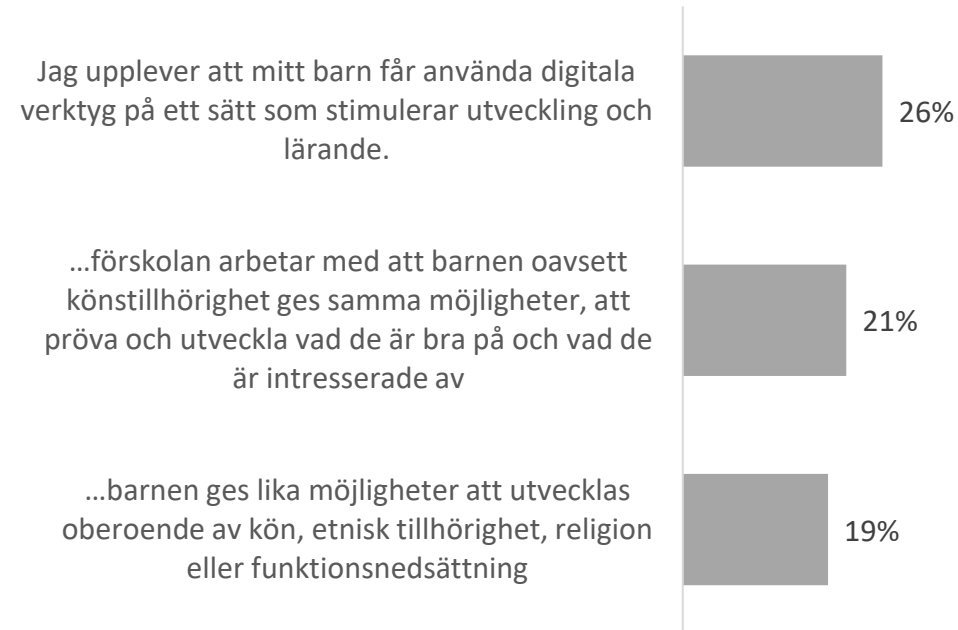 Jag upplever att mitt barn får använda digitala
verktyg på ett sätt som stimulerar utveckling och
lärande.
26%
…förskolan arbetar med att barnen oavsett
könstillhörighet ges samma möjligheter, att
pröva och utveckla vad de är bra på och vad de
är intresserade av
21%
…barnen ges lika möjligheter att utvecklas
oberoende av kön, etnisk tillhörighet, religion
eller funktionsnedsättning
19%